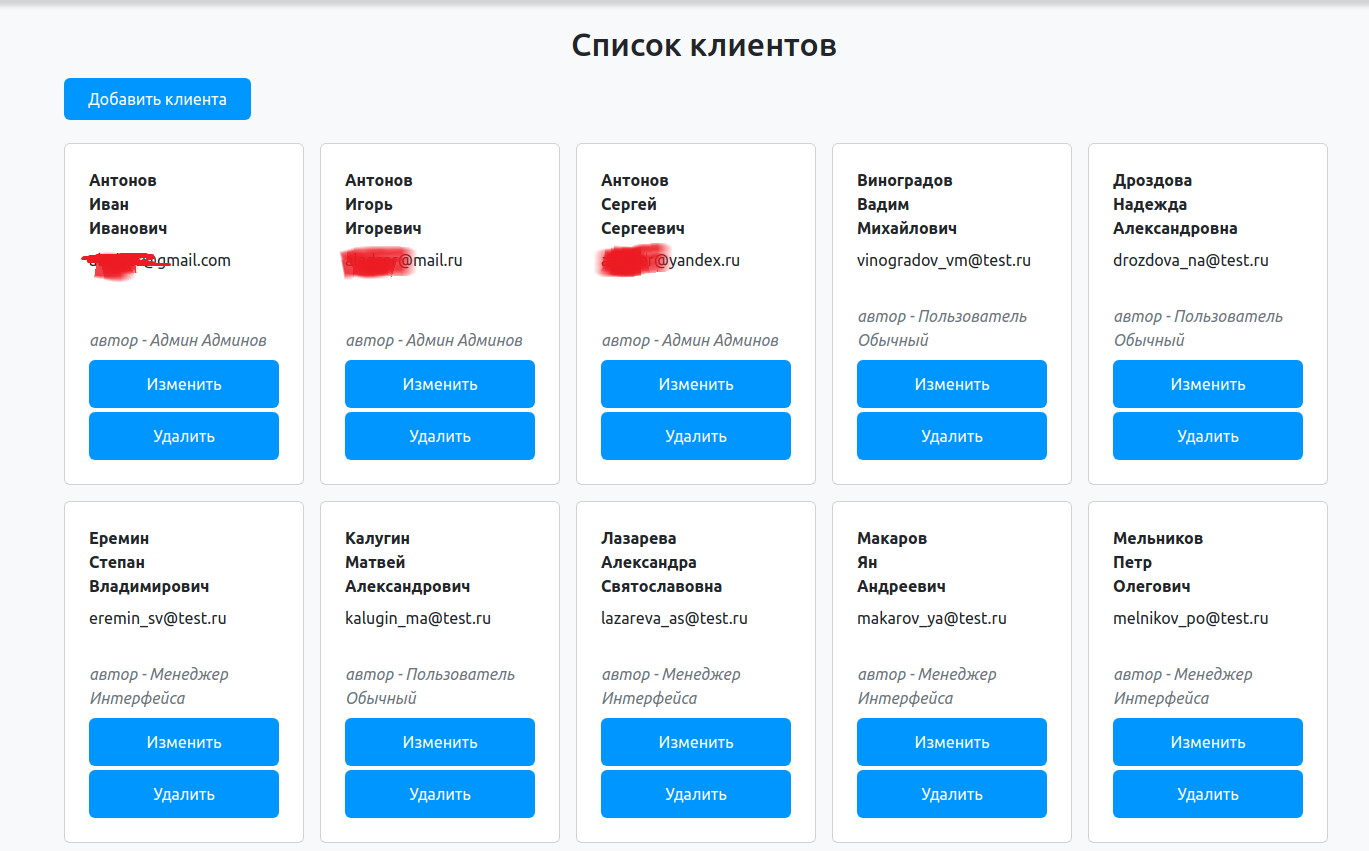 Список клиентов
Добавить клиента
Антонов
Иван
Иванович
@gmail.com
автор - Админ Админов
Изменить
Удалить
Антонов
Игорь
Игоревич
@mail.ru
автор - Админ Админов
Изменить
Удалить
Антонов
Сергей
Сергеевич
@yandex.ru
автор - Админ Админов
Изменить
Удалить
Виноградов
Вадим
Михайлович
vinogradov_vm@test.ru
автор - Пользователь
Обычный
Изменить
Удалить
Дроздова
Надежда
Александровна
drozdova_na@test.ru
автор - Пользователь
Обычный
Изменить
Удалить
Еремин
Степан
Владимирович
eremin_sv@test.ru
автор - Менеджер
Интерфейса
Изменить
Удалить
Калугин
Матвей
Александрович
kalugin_ma@test.ru
автор - Пользователь
Обычный
Изменить
Удалить
Лазарева
Александра
Святославовна
lazareva_as@test.ru
автор - Менеджер
Интерфейса
Изменить
Удалить
Макаров
Ян
Андреевич
makarov_ya@test.ru
автор - Менеджер
Интерфейса
Изменить
Удалить
Мельников
Петр
Олегович
melnikov_po@test.ru
автор - Менеджер
Интерфейса
Изменить
Удалить